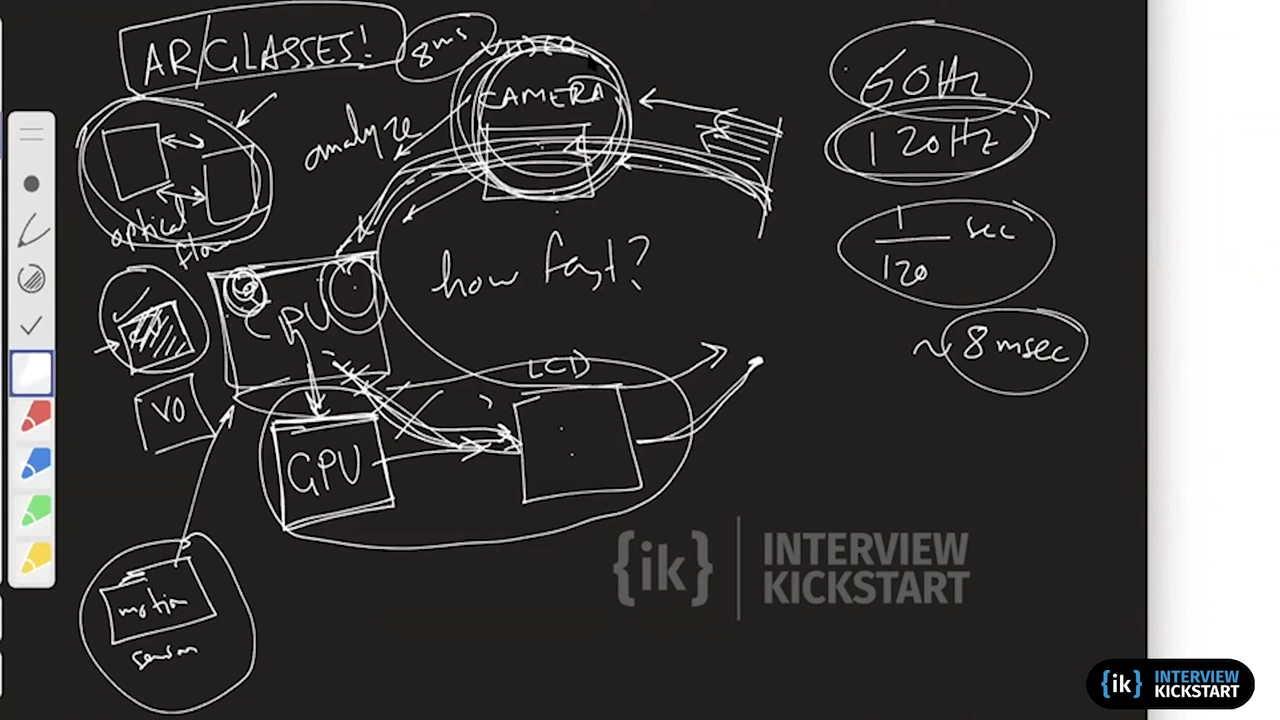 AR/GLASSES!
8ms
VIDEO
CAMERA
analyze
optical
flow
how fast?
CPU
VO
GPU
LCD
motion
sensor
60Hz
120Hz
1
120
sec
~ 8 msec
{ik} INTERVIEW
KICKSTART
{ik} INTERVIEW
KICKSTART